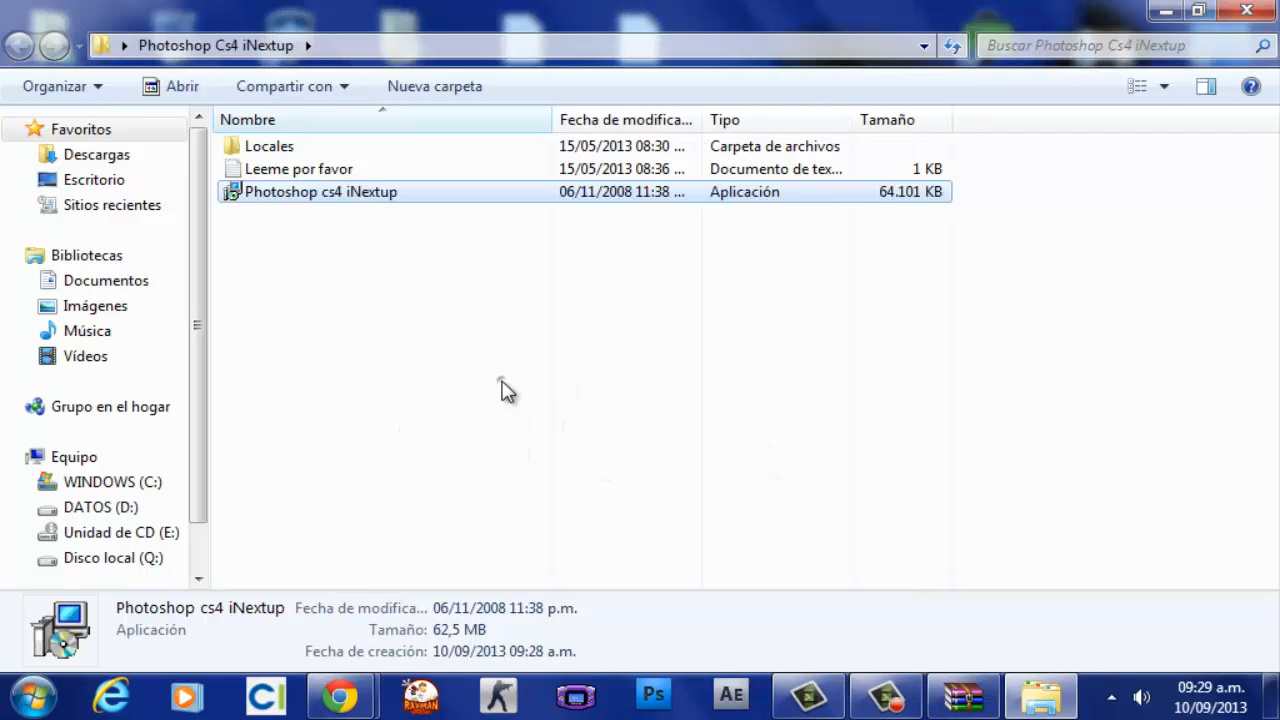 Photoshop Cs4 iNextup
Buscar Photoshop Cs4 iNextup
Organizar
Abrir
Compartir con
Nueva carpeta
Nombre
Fecha de modifica...
Tipo
Tamaño
Favoritos
Descargas
Escritorio
Sitios recientes
Bibliotecas
Documentos
Imágenes
Música
Vídeos
Grupo en el hogar
Equipo
WINDOWS (C:)
DATOS (D:)
Unidad de CD (E:)
Disco local (Q:)
Locales 15/05/2013 08:30 ... Carpeta de archivos
Leeme por favor 15/05/2013 08:36 ... Documento de tex... 1 KB
Photoshop cs4 iNextup 06/11/2008 11:38 ... Aplicación 64.101 KB
Photoshop cs4 iNextup Fecha de modifica... 06/11/2008 11:38 p.m.
Aplicación Tamaño: 62,5 MB
Fecha de creación: 10/09/2013 09:28 a.m.
CI
RAYMAN
Ps
AE
09:29 a.m.
10/09/2013